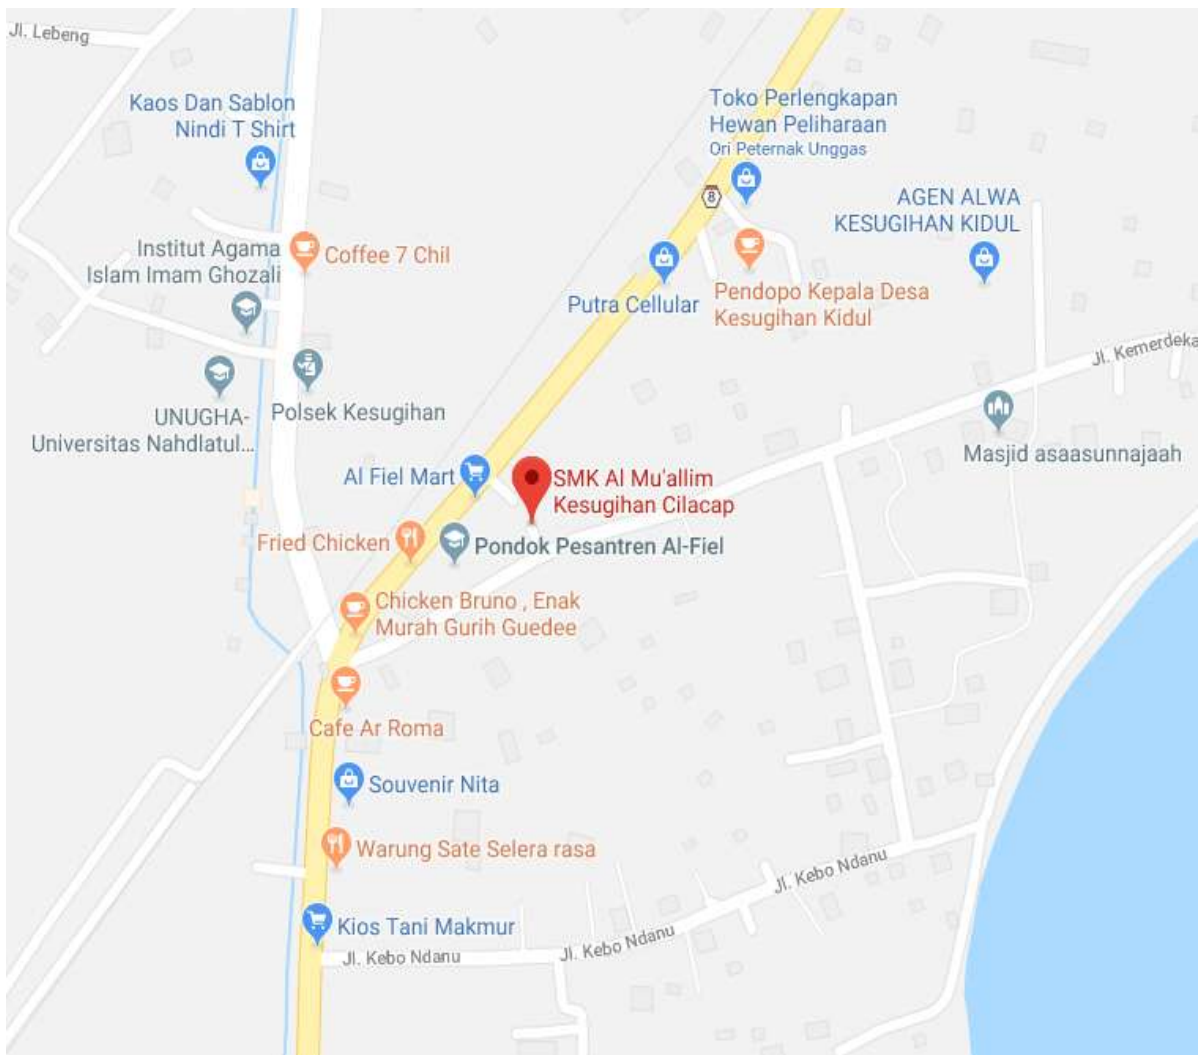 Jl. Lebeng
Kaos Dan Sablon
Nindi T Shirt
Toko Perlengkapan
Hewan Peliharaan
Ori Peternak Unggas
8
AGEN ALWA
KESUGIHAN KIDUL
Institut Agama
Islam Imam Ghozali
Coffee 7 Chil
Putra Cellular
Pendopo Kepala Desa
Kesugihan Kidul
Jl. Kemerdeka
UNUGHA-
Universitas Nahdlatul...
Polsek Kesugihan
Masjid asaasunnajaah
Al Fiel Mart
SMK Al Mu'allim
Kesugihan Cilacap
Fried Chicken
Pondok Pesantren Al-Fiel
Chicken Bruno , Enak
Murah Gurih Guedee
Cafe Ar Roma
Souvenir Nita
Warung Sate Selera rasa
Jl. Kebo Ndanu
Kios Tani Makmur
Jl. Kebo Ndanu
Jl. Kebo Ndanu